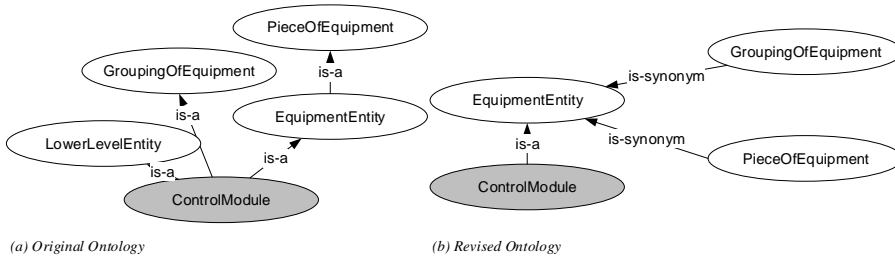 PieceOfEquipment
GroupingOfEquipment
is-a
is-a
EquipmentEntity
LowerLevelEntity
is-a
is-a
ControlModule
(a) Original Ontology
GroupingOfEquipment
is-synonym
EquipmentEntity
is-synonym
is-a
PieceOfEquipment
ControlModule
(b) Revised Ontology